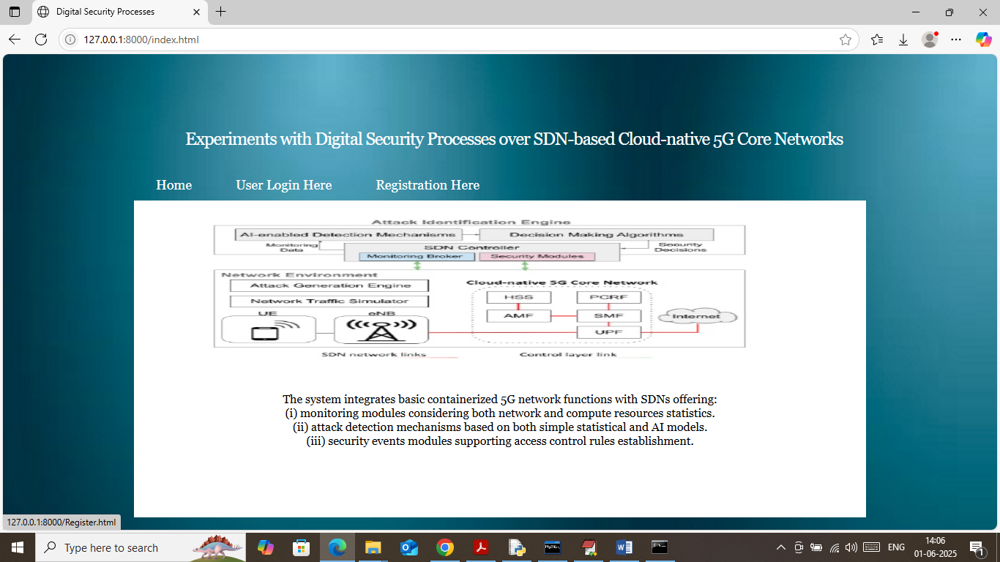 Digital Security Processes
127.0.0.1:8000/index.html
Experiments with Digital Security Processes over SDN-based Cloud-native 5G Core Networks
Home User Login Here Registration Here
Attack Identification Engine
AI-enabled Detection Mechanisms Decision Making Algorithms
Monitoring Data
SDN Controller
Security Decisions
Monitoring Broker Security Modules
Network Environment
Attack Generation Engine
Network Traffic Simulator
UE eNB
Cloud-native 5G Core Network
HSS PCRF
AMF SMF
UPF
Internet
SDN network links Control layer link
The system integrates basic containerized 5G network functions with SDNs offering:
(i) monitoring modules considering both network and compute resources statistics.
(ii) attack detection mechanisms based on both simple statistical and AI models.
(iii) security events modules supporting access control rules establishment.
127.0.0.1:8000/Register.html
Type here to search
ENG
14:06
01-06-2025
1